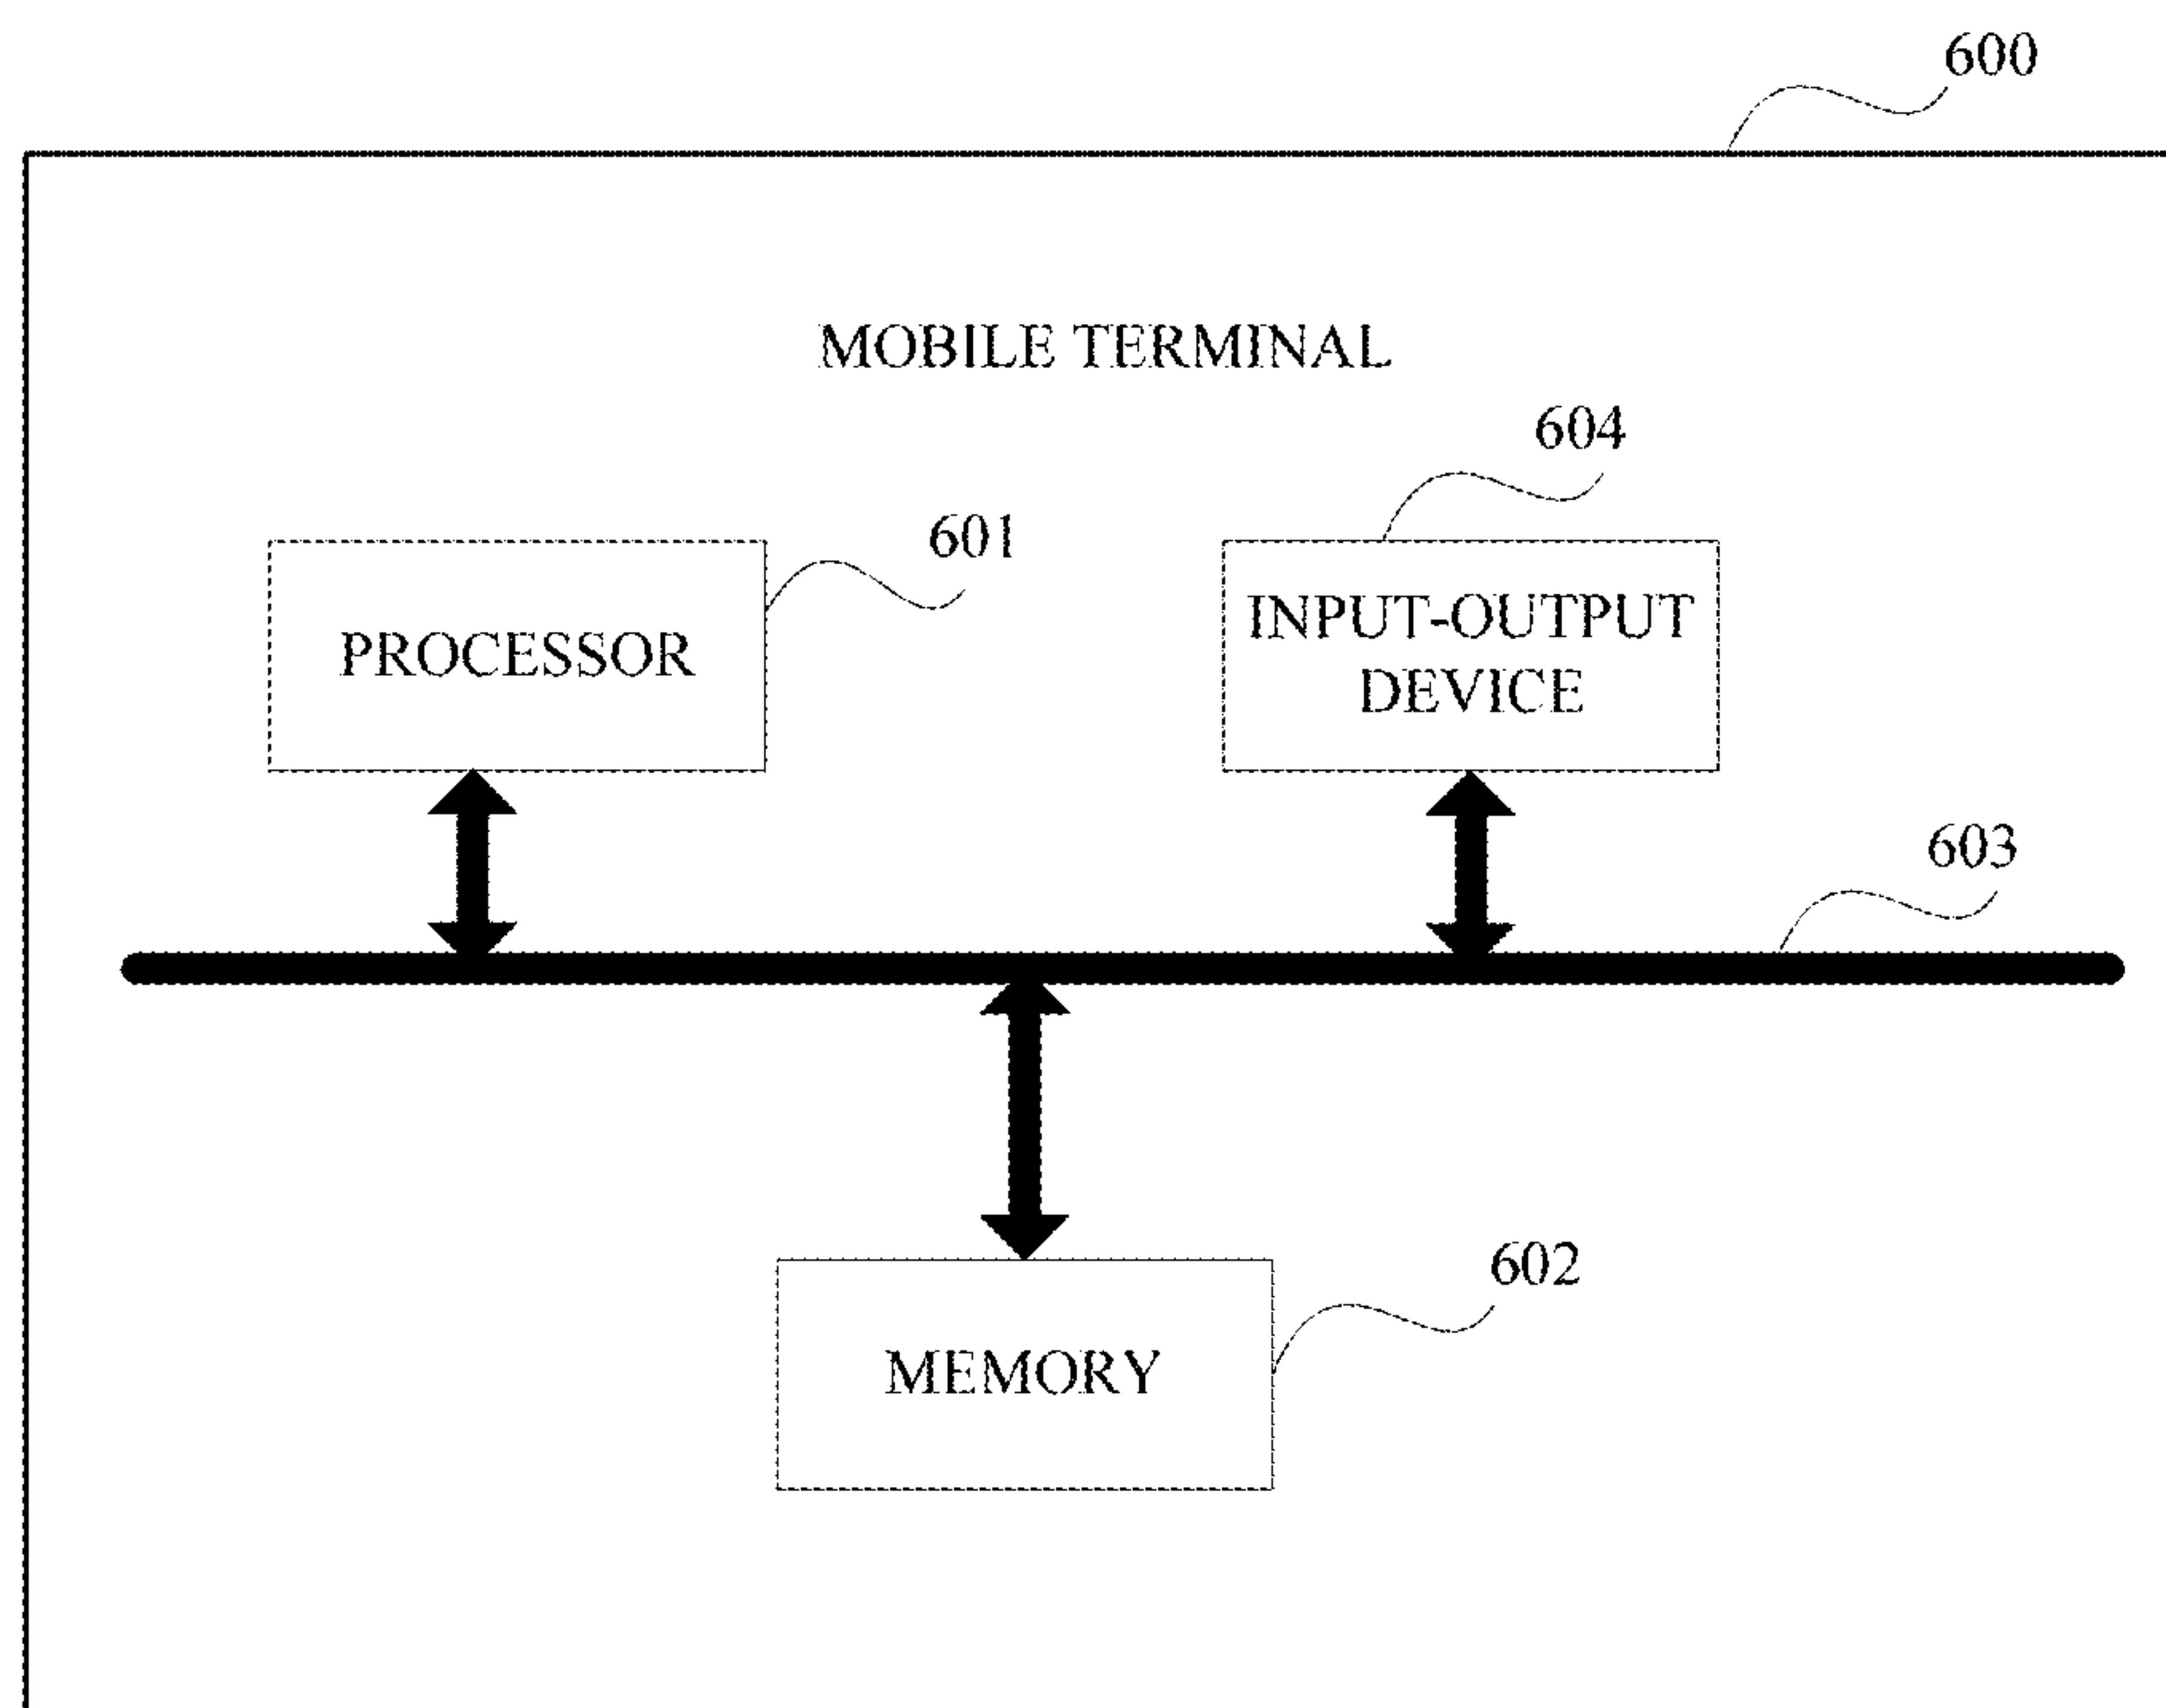 600
MOBILE TERMINAL
604
601
PROCESSOR
INPUT-OUTPUT
DEVICE
603
602
MEMORY